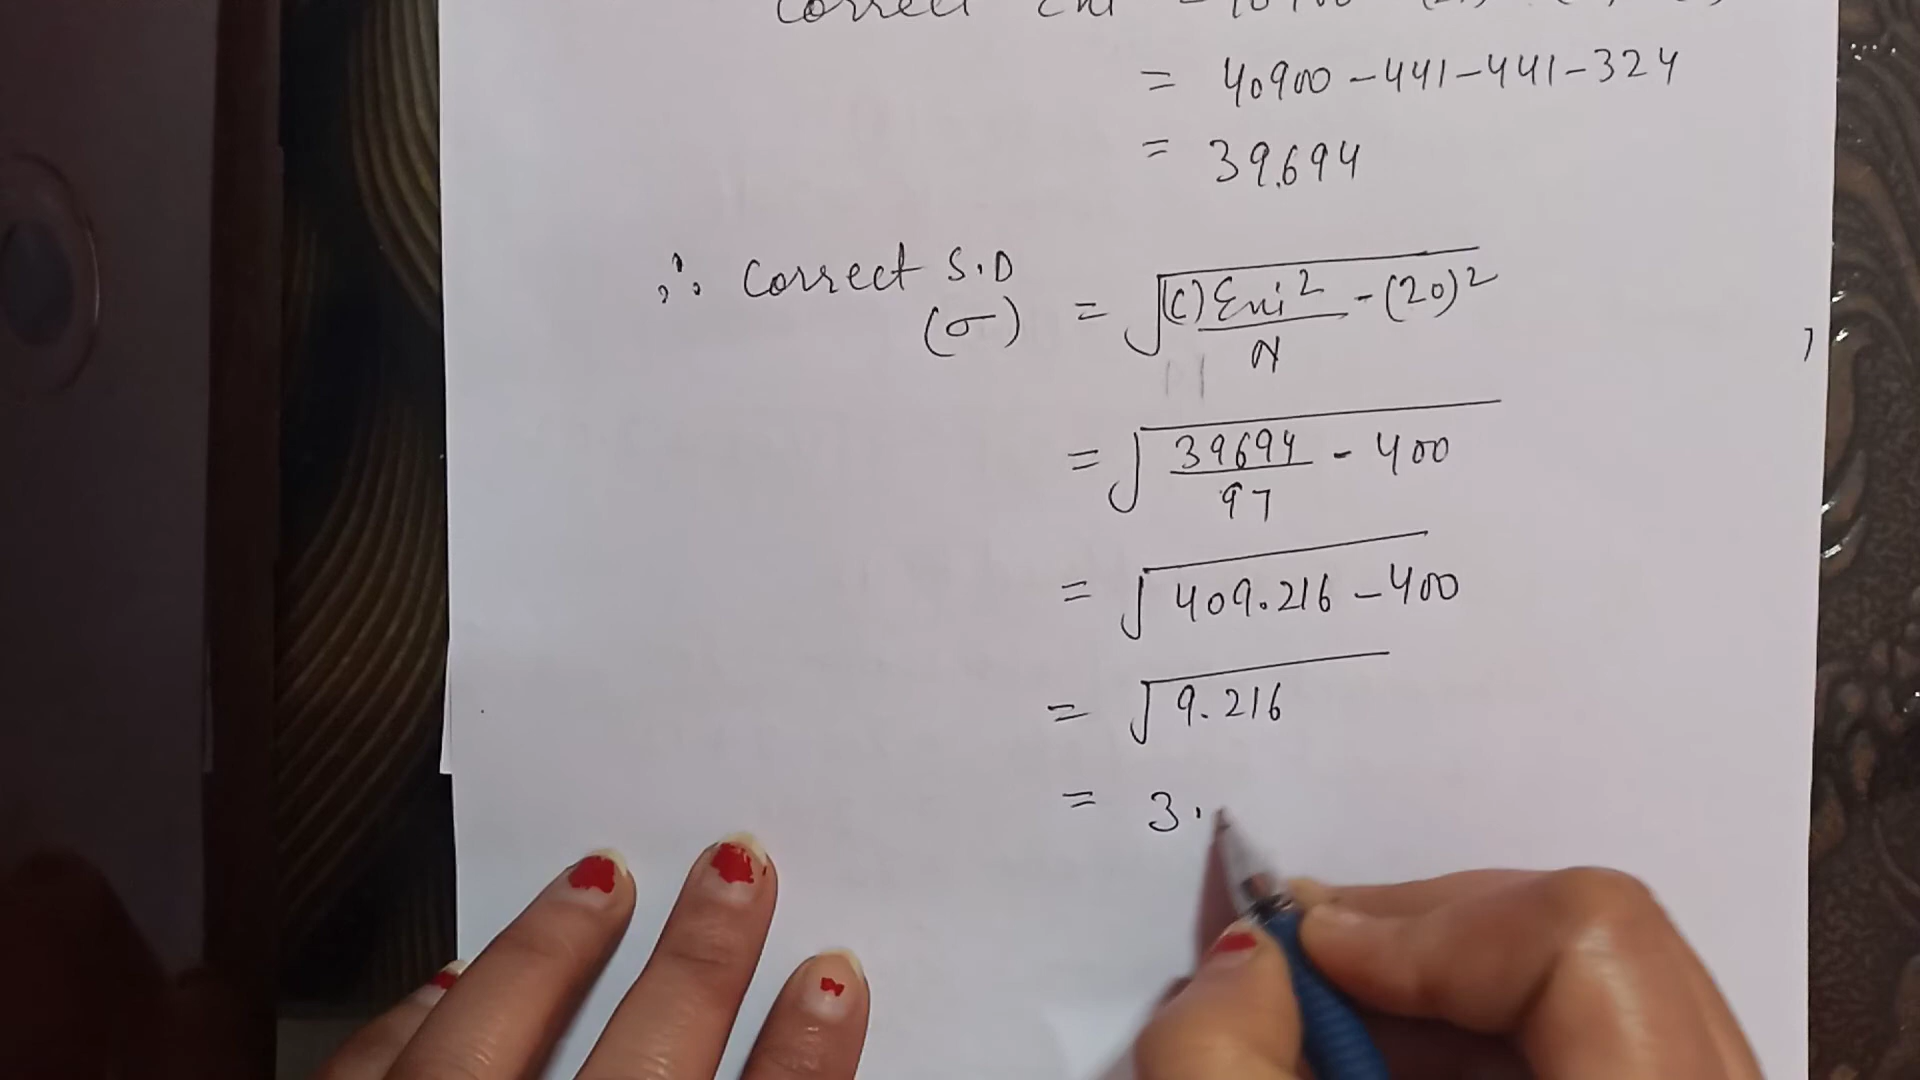 = 40900 - 441 - 441 - 324
= 39694
∴ Correct S.D
(σ) = √((C) Σxi² / N - (20)²)
= √(39694 / 97 - 400)
= √(409.216 - 400)
= √9.216
= 3.